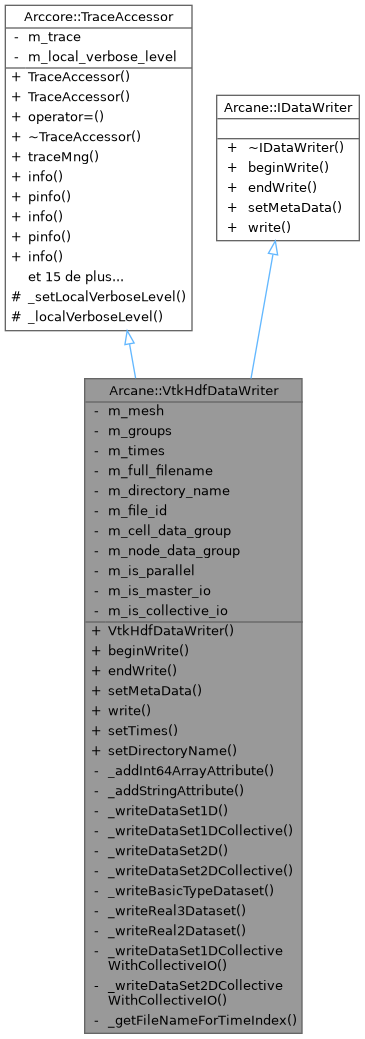 Arccore::TraceAccessor
- m_trace
- m_local_verbose_level
+ TraceAccessor()
+ TraceAccessor()
+ operator=()
+ ~TraceAccessor()
+ traceMng()
+ info()
+ pinfo()
+ info()
+ pinfo()
+ info()
et 15 de plus...
# _setLocalVerboseLevel()
# _localVerboseLevel()
Arcane::IDataWriter
+ ~IDataWriter()
+ beginWrite()
+ endWrite()
+ setMetaData()
+ write()
Arcane::VtkHdfDataWriter
- m_mesh
- m_groups
- m_times
- m_full_filename
- m_directory_name
- m_file_id
- m_cell_data_group
- m_node_data_group
- m_is_parallel
- m_is_master_io
- m_is_collective_io
+ VtkHdfDataWriter()
+ beginWrite()
+ endWrite()
+ setMetaData()
+ write()
+ setTimes()
+ setDirectoryName()
- _addInt64ArrayAttribute()
- _addStringAttribute()
- _writeDataSet1D()
- _writeDataSet1DCollective()
- _writeDataSet2D()
- _writeDataSet2DCollective()
- _writeBasicTypeDataset()
- _writeReal3Dataset()
- _writeReal2Dataset()
- _writeDataSet1DCollective
WithCollectiveIO()
- _writeDataSet2DCollective
WithCollectiveIO()
- _getFileNameForTimeIndex()